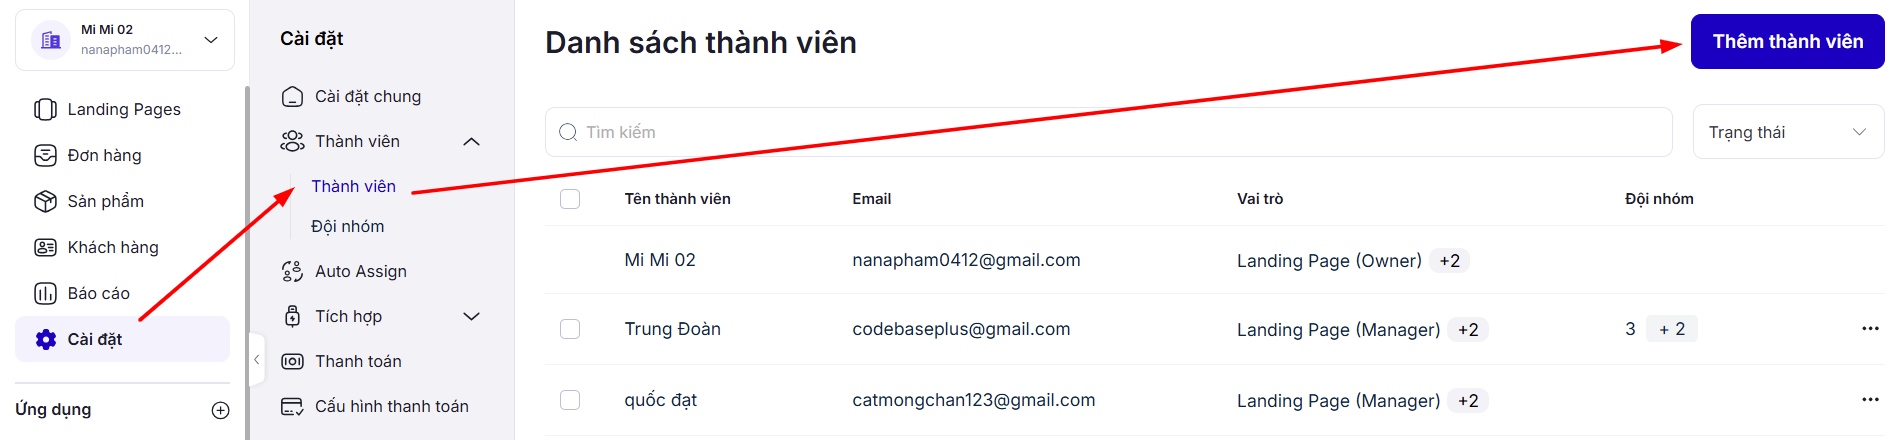 Mi Mi 02
nanapham0412...
Landing Pages
Đơn hàng
Sản phẩm
Khách hàng
Báo cáo
Cài đặt
Ứng dụng
Cài đặt
Cài đặt chung
Thành viên
Thành viên
Đội nhóm
Auto Assign
Tích hợp
Thanh toán
Cấu hình thanh toán
Danh sách thành viên
Thêm thành viên
Tìm kiếm
Trạng thái
Tên thành viên Email Vai trò Đội nhóm
Mi Mi 02 nanapham0412@gmail.com Landing Page (Owner) +2
Trung Đoàn codebaseplus@gmail.com Landing Page (Manager) +2 3 + 2 ...
quốc đạt catmongchan123@gmail.com Landing Page (Manager) +2 ...